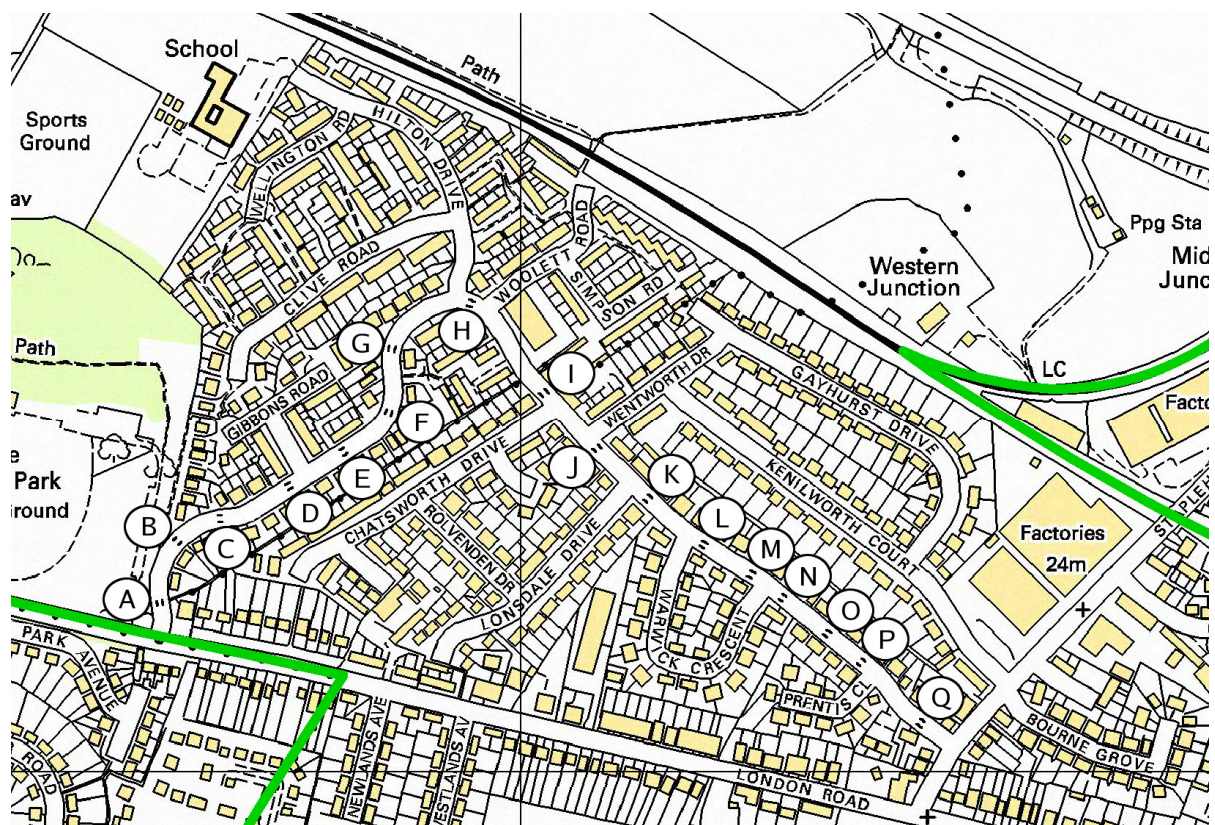 School
Path
Sports
Ground
WELLINGTON RD
HILTON DRIVE
av
Ppg Sta
Mid
Junc
ROAD
Western
Junction
CLIVE ROAD
WOOLETT
SIMPSON RD
H
G
Path
LC
I
WENTWORTH DR
GAYHURST DRIVE
Facto
GIBBONS ROAD
F
CHATSWORTH DRIVE
J
K
KENILWORTH COURT
e
Park
round
E
D
B
C
L
M
N
ROLVENDEN DR
LONSDALE DRIVE
Factories
24m
A
O
P
WARWICK CRESCENT
PARK AVENUE
Q
PRENTIS
BOURNE GROVE
ROAD
NEWLANDS AVE
WESTLANDS AV
LONDON ROAD